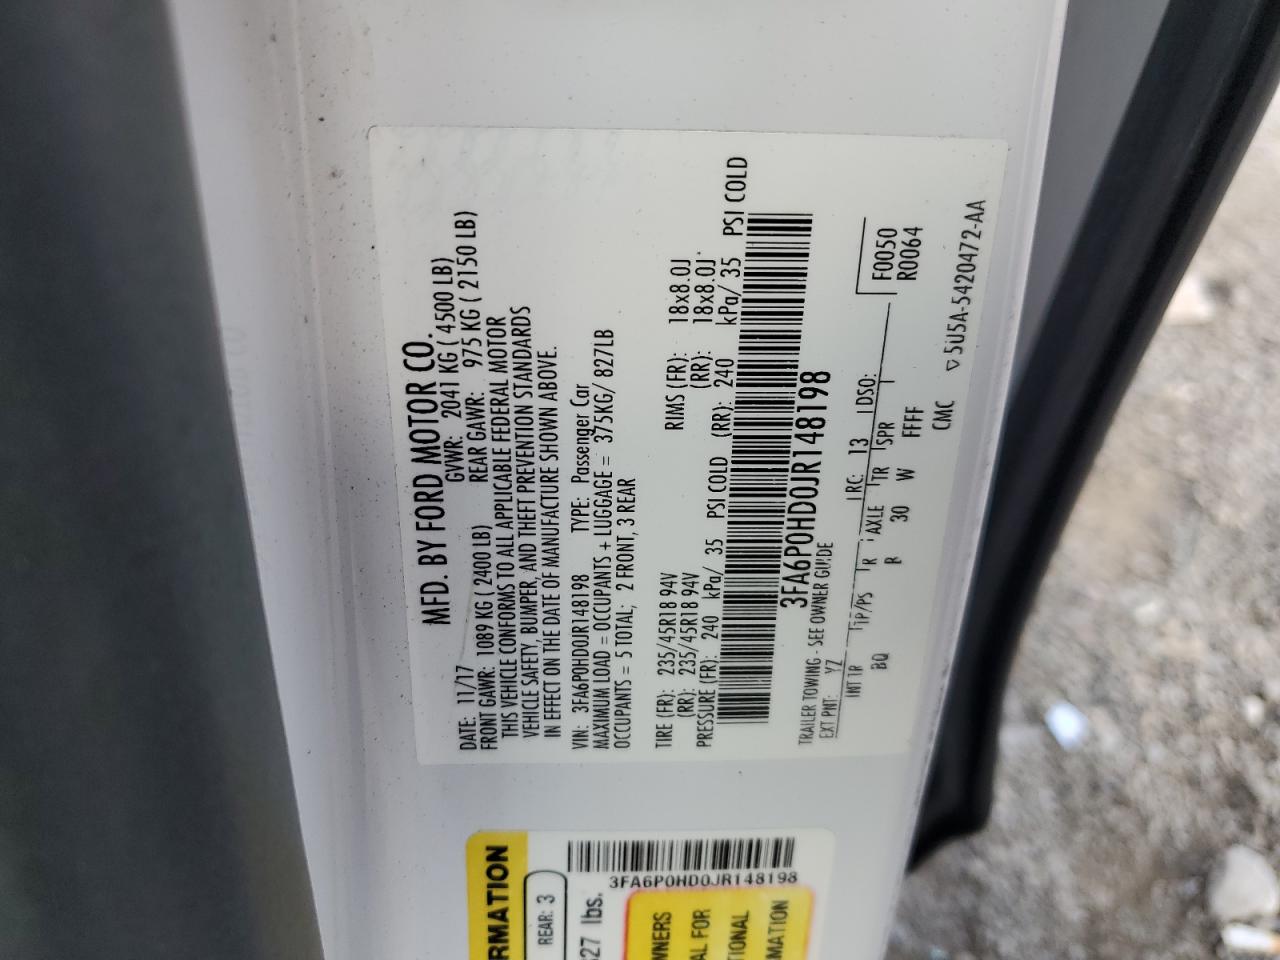 MFD. BY FORD MOTOR CO.
DATE: 11/17 GVWR: 2041 KG ( 4500 LB)
FRONT GAWR: 1089 KG ( 2400 LB) REAR GAWR: 975 KG ( 2150 LB)
THIS VEHICLE CONFORMS TO ALL APPLICABLE FEDERAL MOTOR
VEHICLE SAFETY, BUMPER, AND THEFT PREVENTION STANDARDS
IN EFFECT ON THE DATE OF MANUFACTURE SHOWN ABOVE.
VIN: 3FA6P0HD0JR148198 TYPE: Passenger Car
MAXIMUM LOAD = OCCUPANTS + LUGGAGE = 375KG/ 827LB
OCCUPANTS = 5 TOTAL; 2 FRONT, 3 REAR
TIRE (FR): 235/45R18 94V RIMS (FR): 18x8.0J
(RR): 235/45R18 94V (RR): 18x8.0J
PRESSURE (FR): 240 kPa/ 35 PSI COLD (RR): 240 kPa/ 35 PSI COLD
3FA6P0HD0JR148198
TRAILER TOWING - SEE OWNER GUIDE
EXT PNT: YZ RC: 13 DSO:
F0050
R0064
INT TR TP/PS R AXLE TR SPR
BQ B 30 W FFFF
CMC
5U5A-5420472-AA
RMATION
REAR: 3
3FA6P0HD0JR148198
827 lbs.
WNERS
AL FOR
TIONAL
MATION